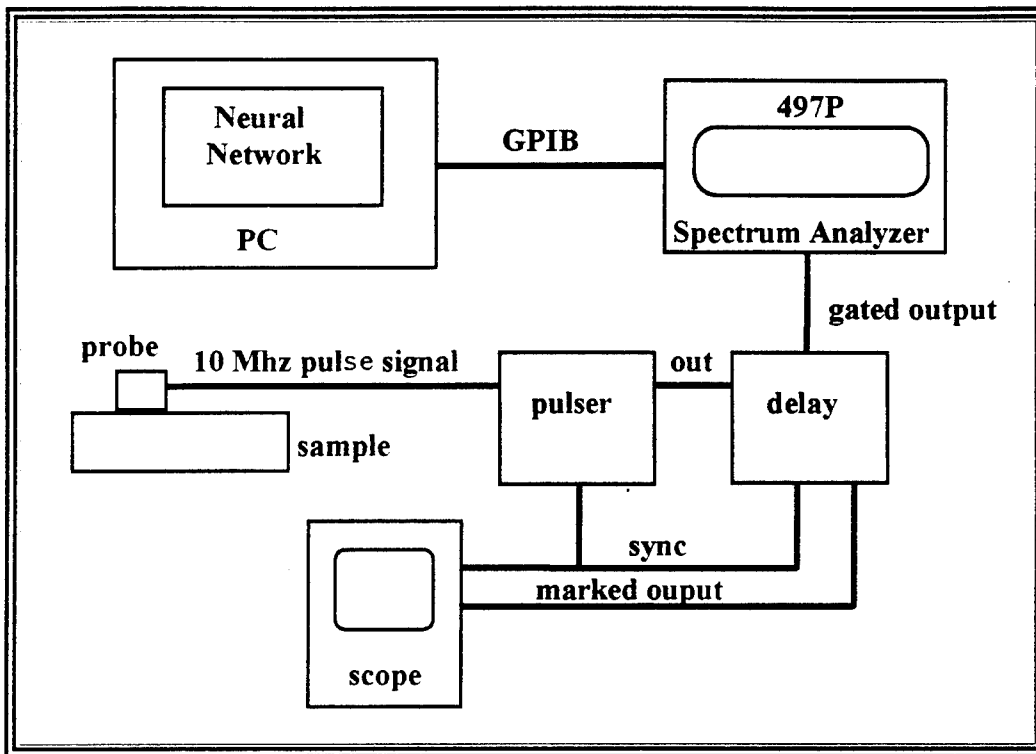 Neural
Network
PC
GPIB
497P
Spectrum Analyzer
gated output
probe
10 Mhz pulse signal
sample
pulser
out
delay
sync
marked ouput
scope